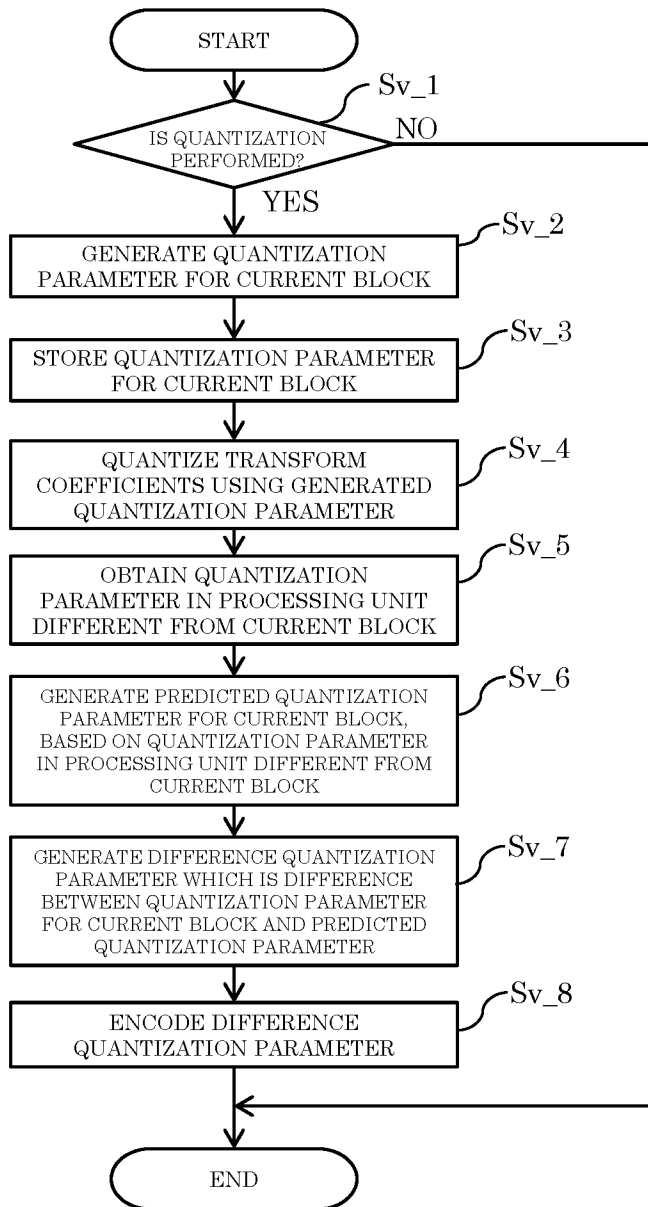 START
Sv_1
IS QUANTIZATION
PERFORMED?
NO
YES
Sv_2
GENERATE QUANTIZATION
PARAMETER FOR CURRENT BLOCK
Sv_3
STORE QUANTIZATION PARAMETER
FOR CURRENT BLOCK
Sv_4
QUANTIZE TRANSFORM
COEFFICIENTS USING GENERATED
QUANTIZATION PARAMETER
Sv_5
OBTAIN QUANTIZATION
PARAMETER IN PROCESSING UNIT
DIFFERENT FROM CURRENT BLOCK
Sv_6
GENERATE PREDICTED QUANTIZATION
PARAMETER FOR CURRENT BLOCK,
BASED ON QUANTIZATION PARAMETER
IN PROCESSING UNIT DIFFERENT FROM
CURRENT BLOCK
Sv_7
GENERATE DIFFERENCE QUANTIZATION
PARAMETER WHICH IS DIFFERENCE
BETWEEN QUANTIZATION PARAMETER
FOR CURRENT BLOCK AND PREDICTED
QUANTIZATION PARAMETER
Sv_8
ENCODE DIFFERENCE
QUANTIZATION PARAMETER
END